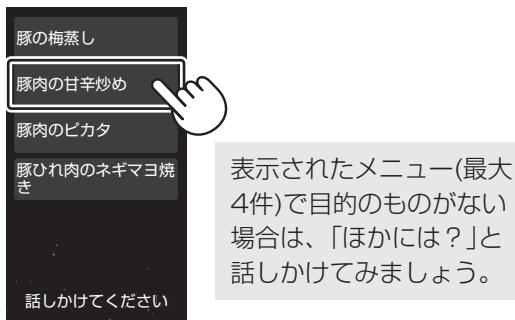 豚の梅蒸し
豚肉の甘辛炒め
豚肉のピカタ
豚ひれ肉のネギマヨ焼
き
話しかけてください
表示されたメニュー(最大
4件)で目的のものがない
場合は、「ほかには？」と
話しかけてみましょう。